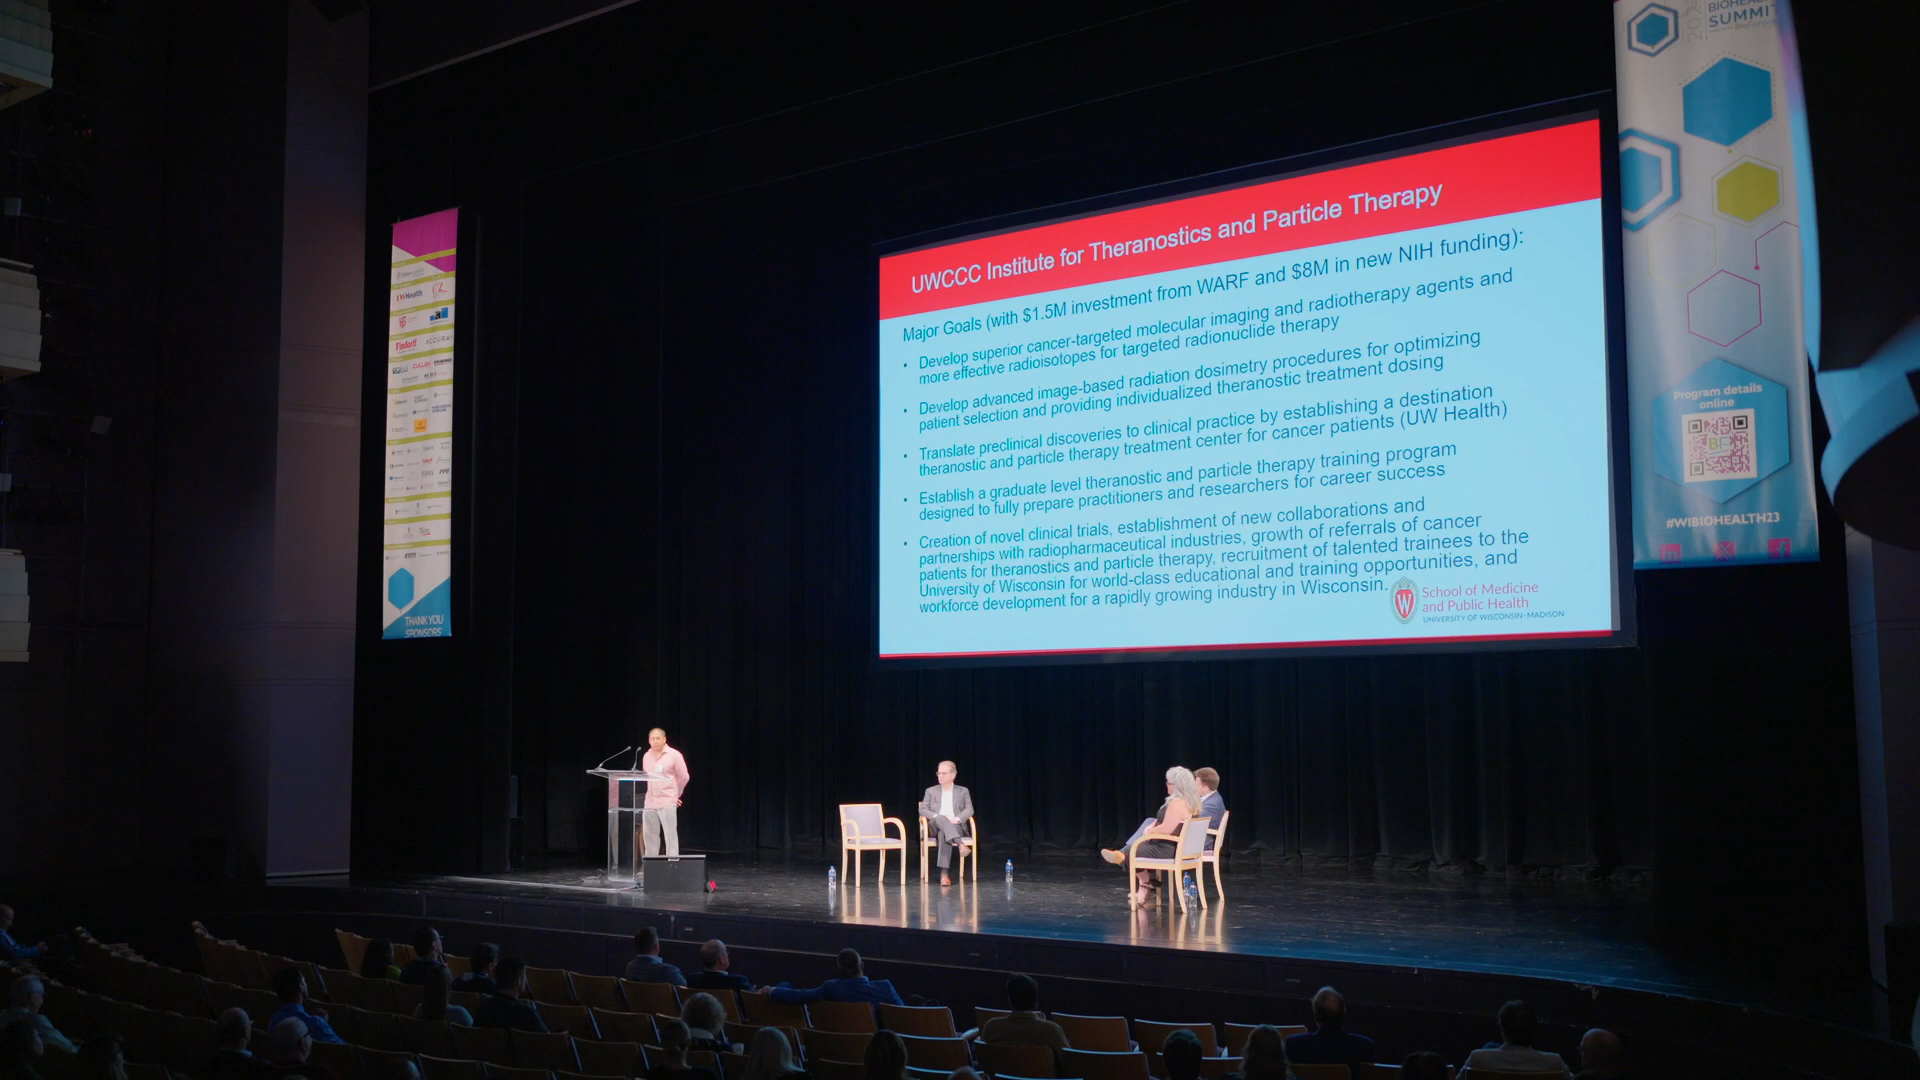 BIOHEALTH
SUMMIT
UWCCC Institute for Theranostics and Particle Therapy
Major Goals (with $1.5M investment from WARF and $8M in new NIH funding):
• Develop superior cancer-targeted molecular imaging and radiotherapy agents and
more effective radioisotopes for targeted radionuclide therapy
• Develop advanced image-based radiation dosimetry procedures for optimizing
patient selection and providing individualized theranostic treatment dosing
• Translate preclinical discoveries to clinical practice by establishing a destination
theranostic and particle therapy treatment center for cancer patients (UW Health)
• Establish a graduate level theranostic and particle therapy training program
designed to fully prepare practitioners and researchers for career success
• Creation of novel clinical trials, establishment of new collaborations and
partnerships with radiopharmaceutical industries, growth of referrals of cancer
patients for theranostics and particle therapy, recruitment of talented trainees to the
University of Wisconsin for world-class educational and training opportunities, and
workforce development for a rapidly growing industry in Wisconsin.
W
School of Medicine
and Public Health
UNIVERSITY OF WISCONSIN-MADISON
Program details
online
#WIBIOHEALTH23
UWHealth
Findorff
ACCURAY
THANK YOU
SPONSORS